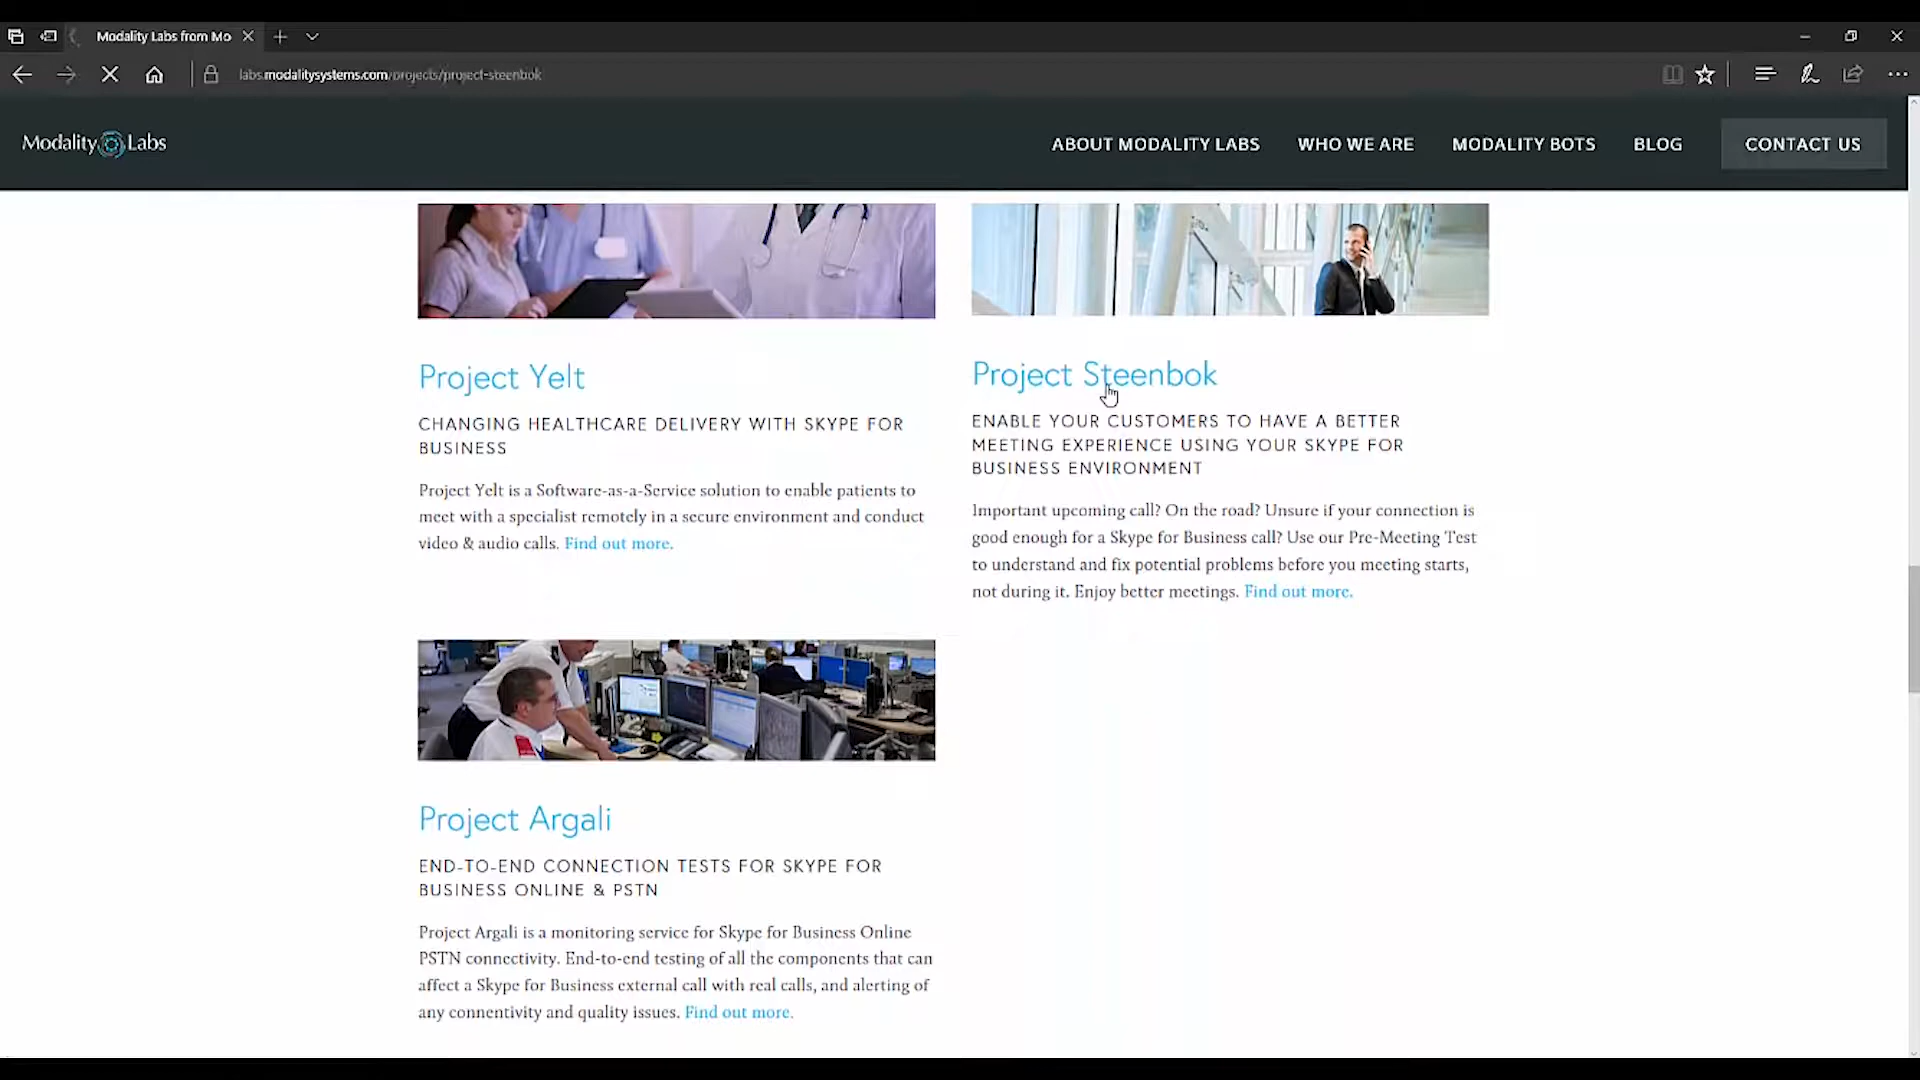 Modality Labs from Mo
labs.modalitysystems.com/projects/project-steenbok
Modality Labs
ABOUT MODALITY LABS
WHO WE ARE
MODALITY BOTS
BLOG
CONTACT US
Project Yelt
CHANGING HEALTHCARE DELIVERY WITH SKYPE FOR
BUSINESS
Project Yelt is a Software-as-a-Service solution to enable patients to
meet with a specialist remotely in a secure environment and conduct
video & audio calls. Find out more.
Project Steenbok
ENABLE YOUR CUSTOMERS TO HAVE A BETTER
MEETING EXPERIENCE USING YOUR SKYPE FOR
BUSINESS ENVIRONMENT
Important upcoming call? On the road? Unsure if your connection is
good enough for a Skype for Business call? Use our Pre-Meeting Test
to understand and fix potential problems before you meeting starts,
not during it. Enjoy better meetings. Find out more.
Project Argali
END-TO-END CONNECTION TESTS FOR SKYPE FOR
BUSINESS ONLINE & PSTN
Project Argali is a monitoring service for Skype for Business Online
PSTN connectivity. End-to-end testing of all the components that can
affect a Skype for Business external call with real calls, and alerting of
any connentivity and quality issues. Find out more.